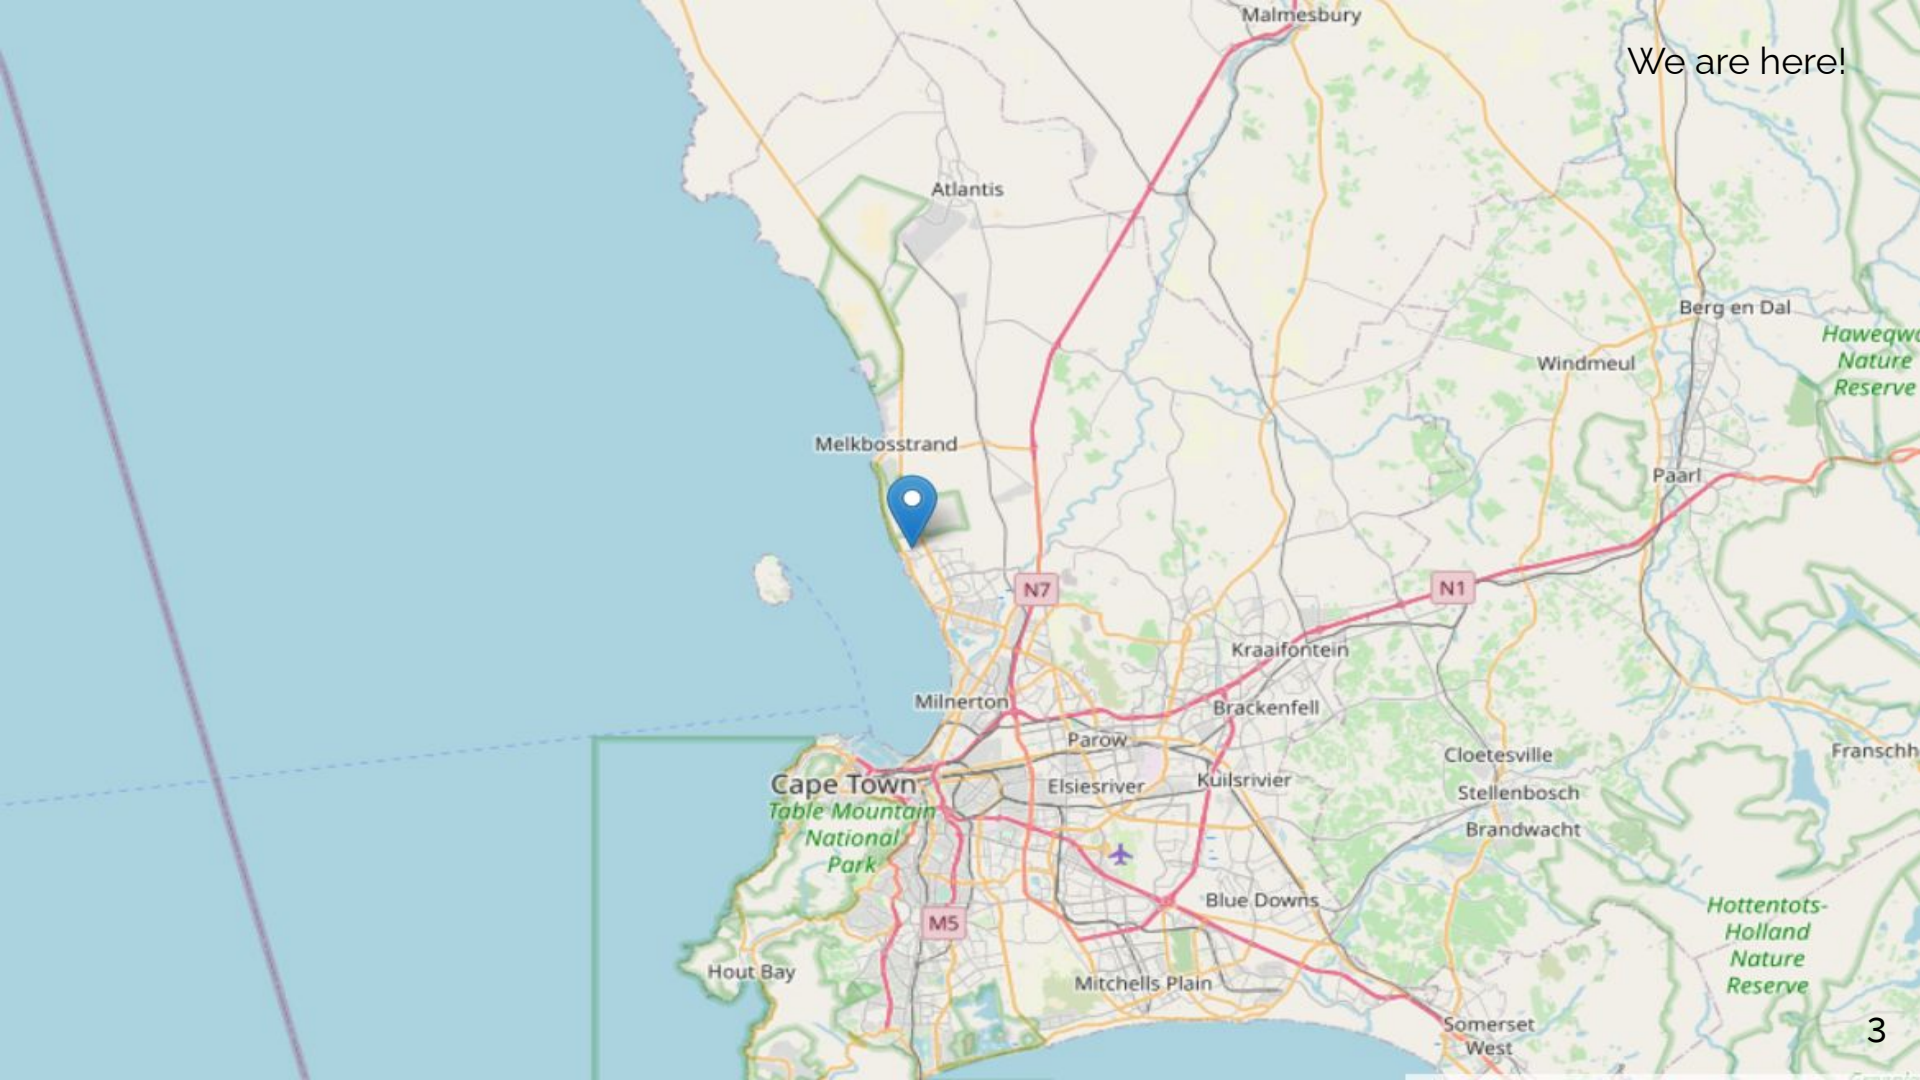 Malmesbury
We are here!
Atlantis
Berg en Dal
Nature
Reserve
Windmeul
Melkbosstrand
Paarl
N7
N1
Kraaifontein
Milnerton
Brackenfell
Parow
Cloetesville
Franschh
Cape Town
Elsiesriver
Kuilsrivier
Stellenbosch
Table Mountain
National
Park
Brandwacht
Blue Downs
Hottentots-
Holland
Nature
Reserve
M5
Hout Bay
Mitchells Plain
Somerset
West
3